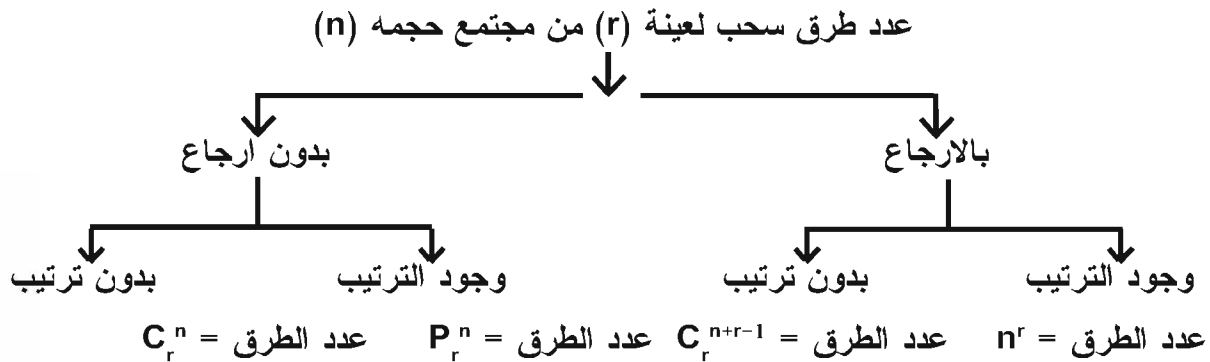 عدد طرق سحب لعينة (r) من مجتمع حجمه (n)
بالارجاع
بدون ارجاع
وجود الترتيب
بدون ترتيب
وجود الترتيب
بدون ترتيب
عدد الطرق = nʳ
عدد الطرق = C_r^{n+r-1}
عدد الطرق = P_r^n
عدد الطرق = C_r^n